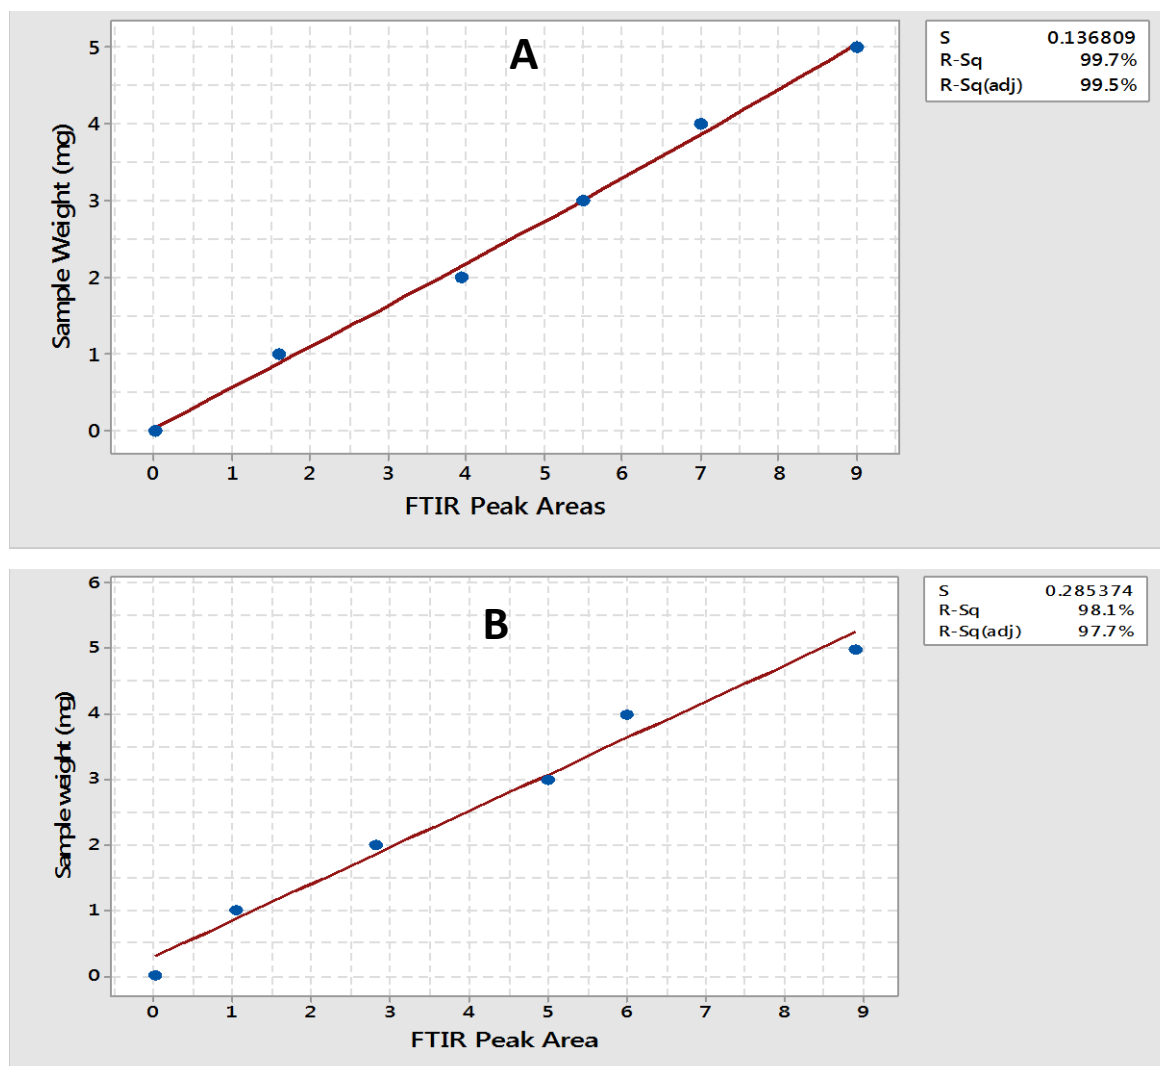 A
S 0.136809
R-Sq 99.7%
R-Sq(adj) 99.5%
Sample Weight (mg)
5
4
3
2
1
0
0 1 2 3 4 5 6 7 8 9
FTIR Peak Areas
B
S 0.285374
R-Sq 98.1%
R-Sq(adj) 97.7%
Sample weight (mg)
6
5
4
3
2
1
0
0 1 2 3 4 5 6 7 8 9
FTIR Peak Area